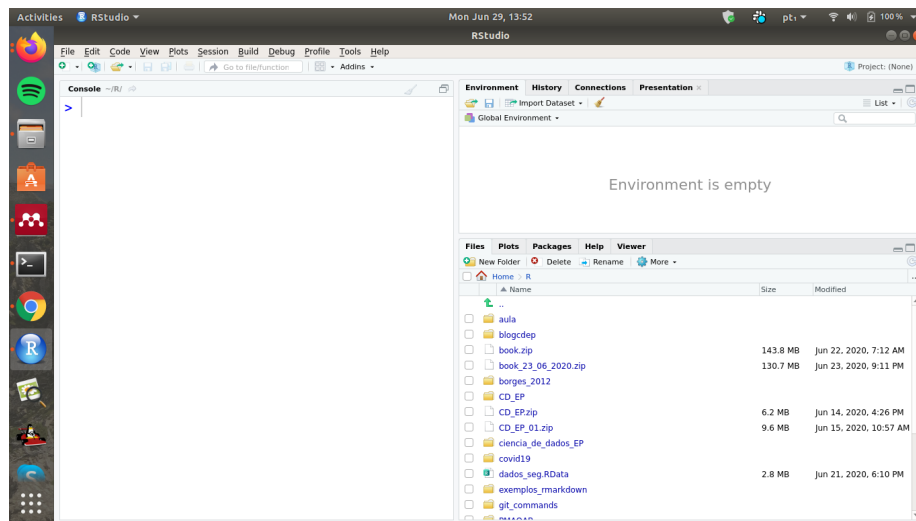 Activities RStudio Mon Jun 29, 13:52 pt₁ 100 %
RStudio
File Edit Code View Plots Session Build Debug Profile Tools Help
Go to file/function Addins Project: (None)
Console ~/R/
>
Environment History Connections Presentation
Import Dataset List
Global Environment
Environment is empty
Files Plots Packages Help Viewer
New Folder Delete Rename More
Home R
Name Size Modified
..
aula
blogcdep
book.zip 143.8 MB Jun 22, 2020, 7:12 AM
book_23_06_2020.zip 130.7 MB Jun 23, 2020, 9:11 PM
borges_2012
CD_EP
CD_EP.zip 6.2 MB Jun 14, 2020, 4:26 PM
CD_EP_01.zip 9.6 MB Jun 15, 2020, 10:57 AM
ciencia_de_dados_EP
covid19
dados_seg.RData 2.8 MB Jun 21, 2020, 6:10 PM
exemplos_rmarkdown
git_commands